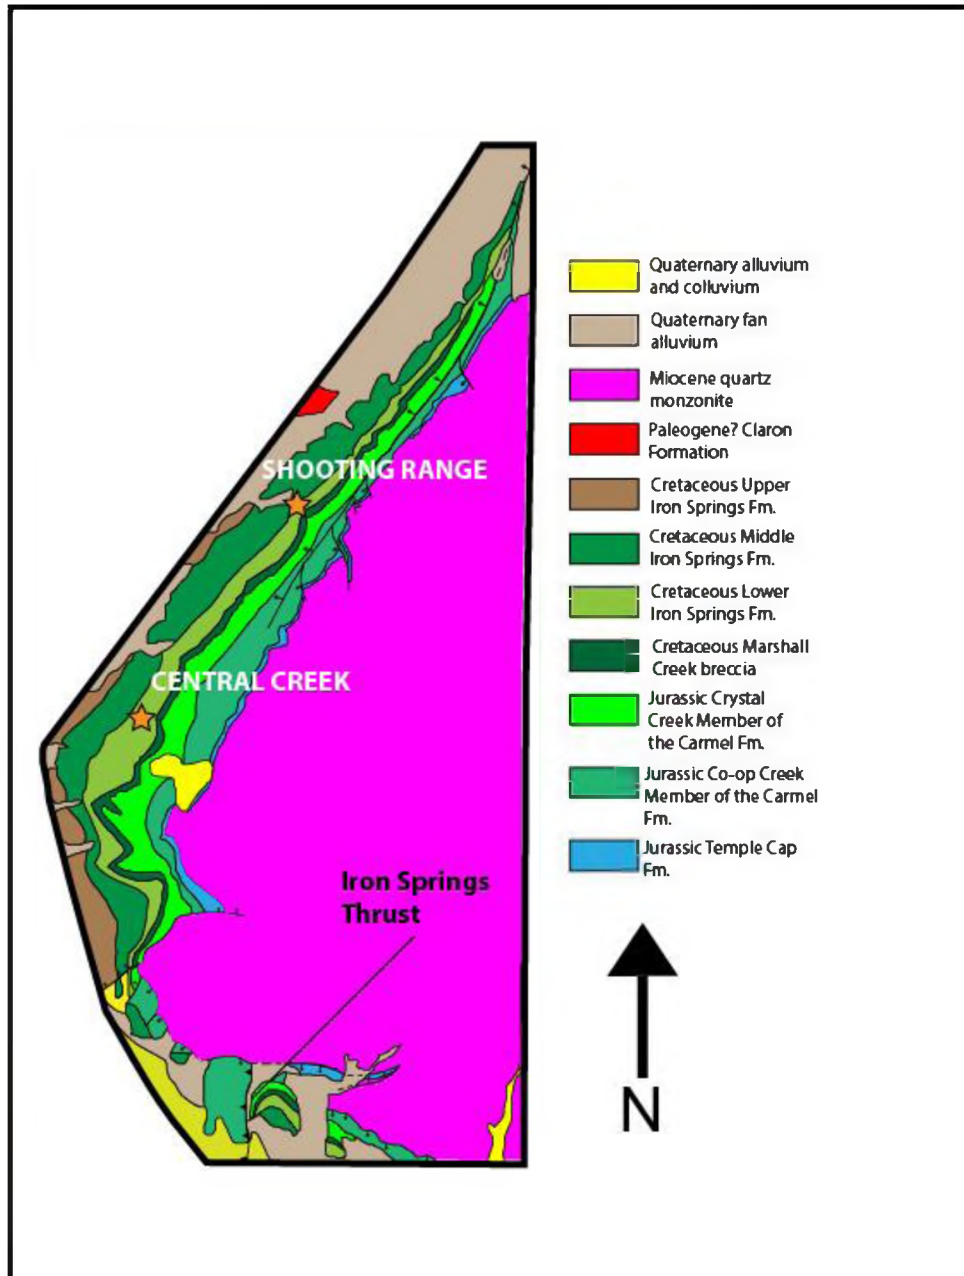 Quaternary alluvium
and colluvium
Quaternary fan
alluvium
Miocene quartz
monzonite
Paleogene? Claron
Formation
SHOOTING RANGE
Cretaceous Upper
Iron Springs Fm.
Cretaceous Middle
Iron Springs Fm.
Cretaceous Lower
Iron Springs Fm.
Cretaceous Marshall
Creek breccia
CENTRAL CREEK
Jurassic Crystal
Creek Member of
the Carmel Fm.
Jurassic Co-op Creek
Member of the Carmel
Fm.
Jurassic Temple Cap
Fm.
Iron Springs
Thrust
N